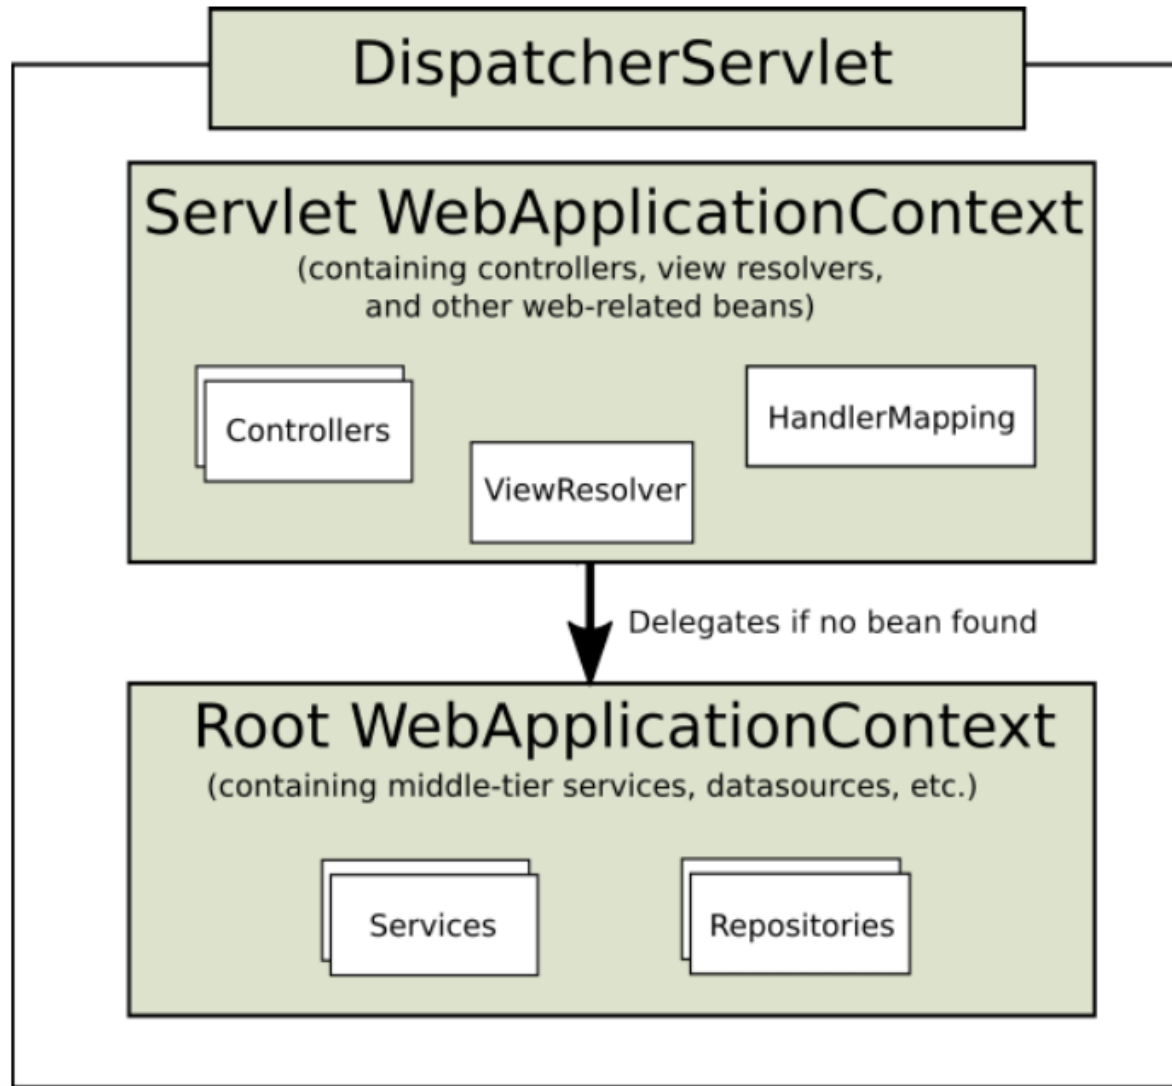 DispatcherServlet
Servlet WebApplicationContext
(containing controllers, view resolvers,
and other web-related beans)
Controllers
HandlerMapping
ViewResolver
Delegates if no bean found
Root WebApplicationContext
(containing middle-tier services, datasources, etc.)
Services
Repositories